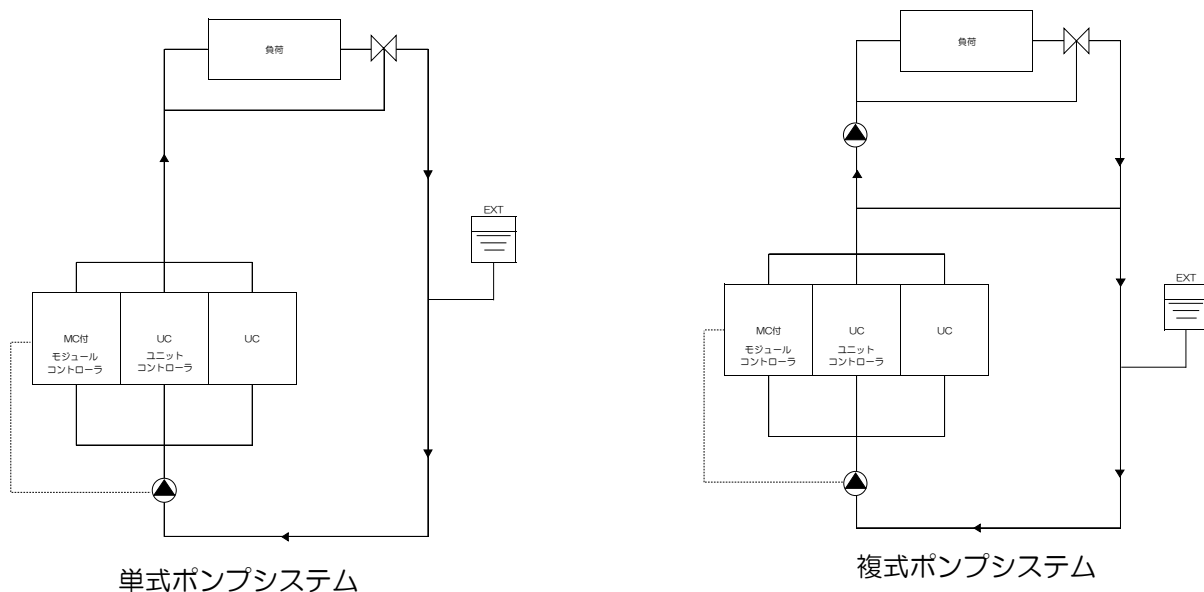 負荷
EXT
MC付
モジュール
コントローラ
UC
ユニット
コントローラ
UC
単式ポンプシステム
負荷
EXT
MC付
モジュール
コントローラ
UC
ユニット
コントローラ
UC
複式ポンプシステム